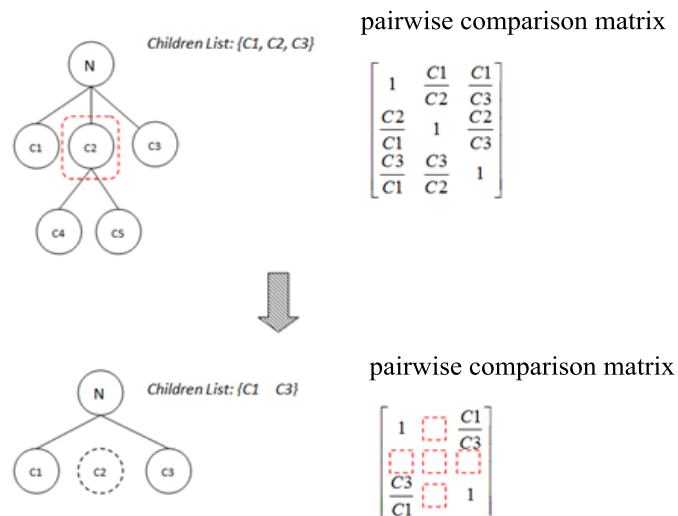 pairwise comparison matrix
Children List: {C1, C2, C3}
N
C1 C2 C3
C4 C5
1 C1/C2 C1/C3
C2/C1 1 C2/C3
C3/C1 C3/C2 1
pairwise comparison matrix
Children List: {C1 C3}
N
C1 C2 C3
1 C1/C3
C3/C1 1